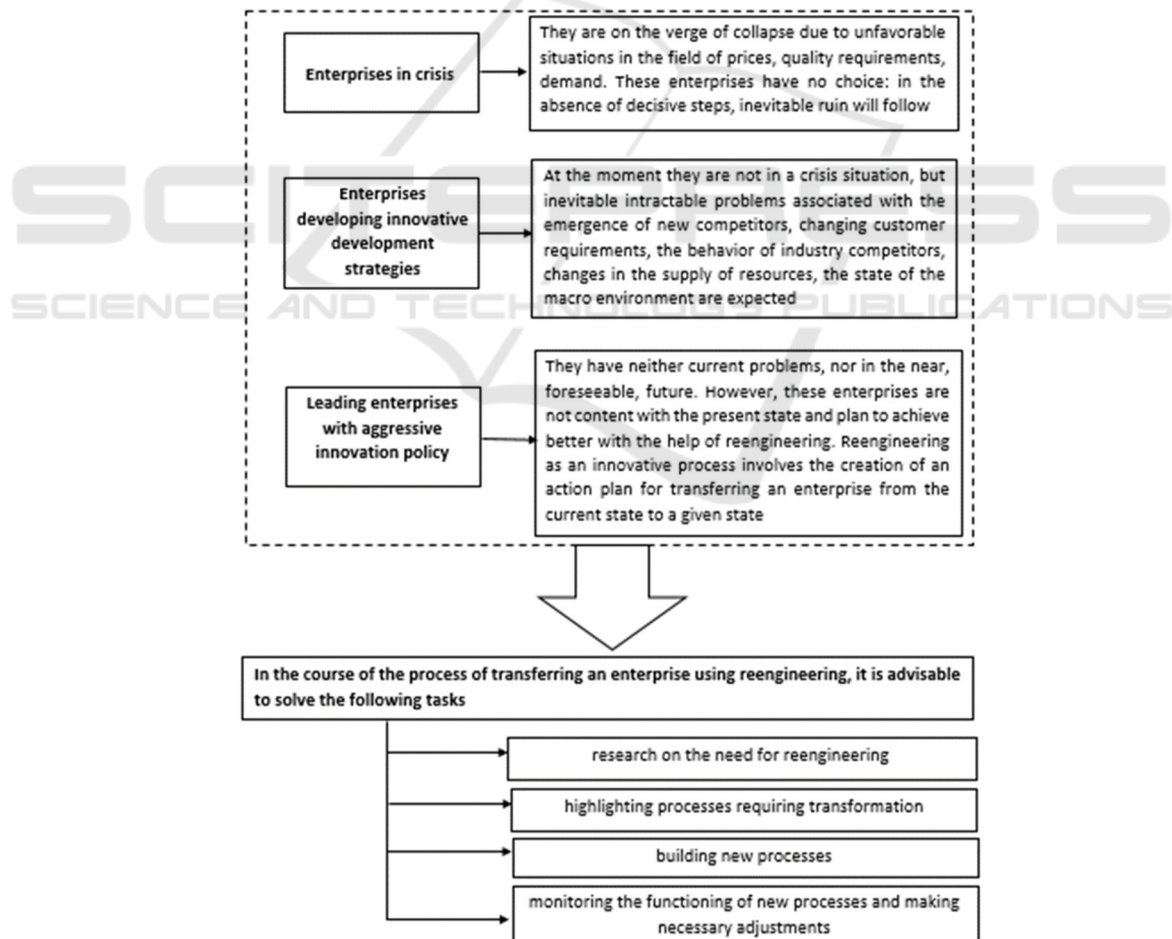 Enterprises in crisis
They are on the verge of collapse due to unfavorable
situations in the field of prices, quality requirements,
demand. These enterprises have no choice: in the
absence of decisive steps, inevitable ruin will follow
Enterprises
developing innovative
development
strategies
At the moment they are not in a crisis situation, but
inevitable intractable problems associated with the
emergence of new competitors, changing customer
requirements, the behavior of industry competitors,
changes in the supply of resources, the state of the
macro environment are expected
SCITEPRESS
SCIENCE AND TECHNOLOGY PUBLICATIONS
Leading enterprises
with aggressive
innovation policy
They have neither current problems, nor in the near,
foreseeable, future. However, these enterprises are
not content with the present state and plan to achieve
better with the help of reengineering. Reengineering
as an innovative process involves the creation of an
action plan for transferring an enterprise from the
current state to a given state
In the course of the process of transferring an enterprise using reengineering, it is advisable
to solve the following tasks
research on the need for reengineering
highlighting processes requiring transformation
building new processes
monitoring the functioning of new processes and making
necessary adjustments